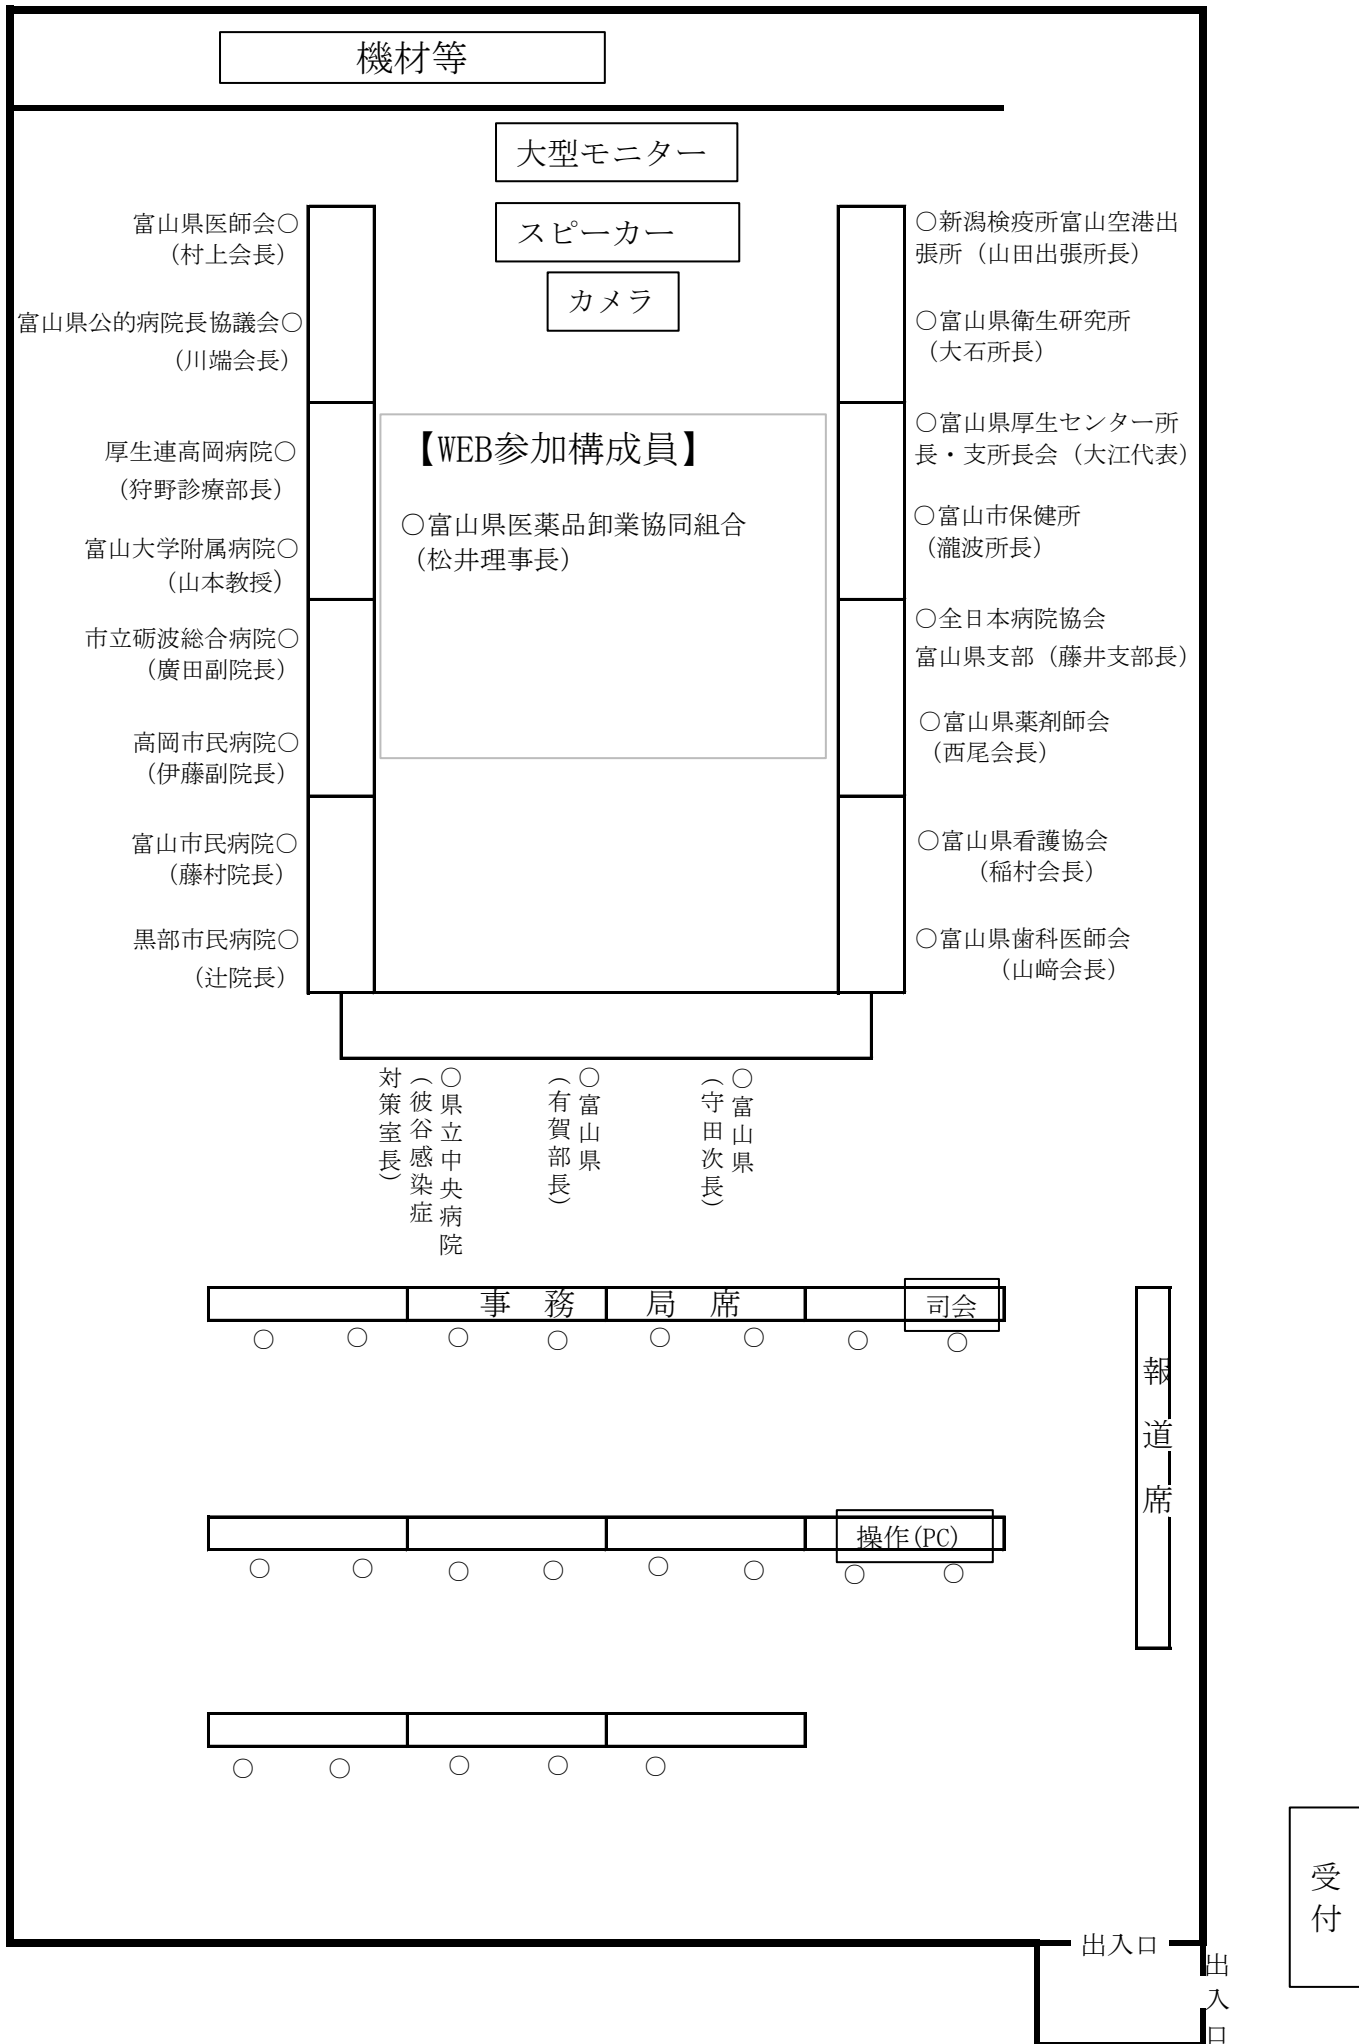 機材等
大型モニター
スピーカー
カメラ
富山県医師会○
（村上会長）
富山県公的病院長協議会○
（川端会長）
厚生連高岡病院○
（狩野診療部長）
富山大学附属病院○
（山本教授）
市立砺波総合病院○
（廣田副院長）
高岡市民病院○
（伊藤副院長）
富山市民病院○
（藤村院長）
黒部市民病院○
（辻院長）
【WEB参加構成員】
○富山県医薬品卸業協同組合
（松井理事長）
○新潟検疫所富山空港出
張所（山田出張所長）
○富山県衛生研究所
（大石所長）
○富山県厚生センター所
長・支所長会（大江代表）
○富山市保健所
（瀧波所長）
○全日本病院協会
富山県支部（藤井支部長）
○富山県薬剤師会
（西尾会長）
○富山県看護協会
（稲村会長）
○富山県歯科医師会
（山﨑会長）
○県立中央病院
（彼谷感染症
対策室長）
○富山県
（有賀部長）
○富山県
（守田次長）
事　務　局　席
司会
○ ○ ○ ○ ○ ○ ○ ○
報道席
操作(PC)
○ ○ ○ ○ ○ ○ ○ ○
○ ○ ○ ○ ○
受付
出入口
出入口